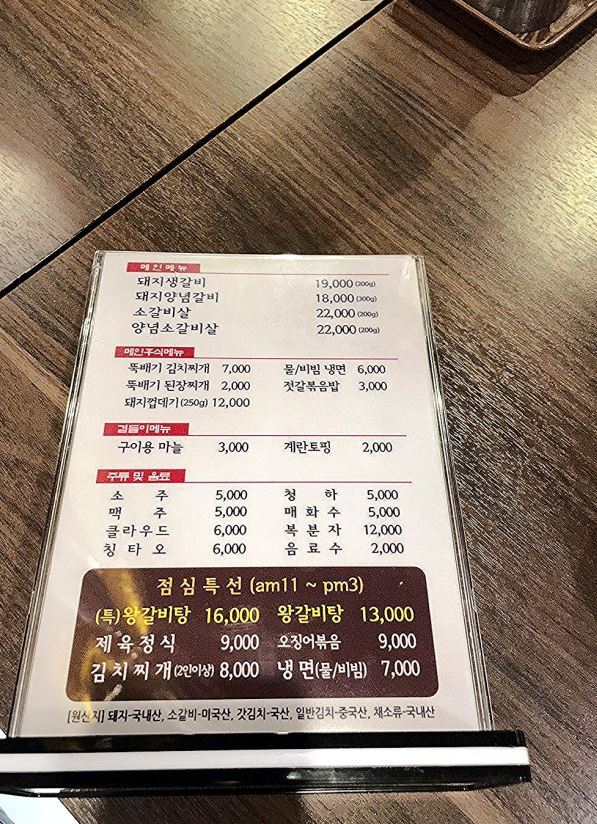 메인메뉴
돼지생갈비 19,000 (200g)
돼지양념갈비 18,000 (300g)
소갈비살 22,000 (200g)
양념소갈비살 22,000 (200g)
메인후식메뉴
뚝배기 김치찌개 7,000 물/비빔 냉면 6,000
뚝배기 된장찌개 2,000 젓갈볶음밥 3,000
돼지껍데기(250g) 12,000
곁들이메뉴
구이용 마늘 3,000 계란토핑 2,000
주류 및 음료
소 주 5,000 청 하 5,000
맥 주 5,000 매 화 수 5,000
클라우드 6,000 복 분 자 12,000
칭 타 오 6,000 음 료 수 2,000
점심특선 (am11 ~ pm3)
(특)왕갈비탕 16,000 왕갈비탕 13,000
제육정식 9,000 오징어볶음 9,000
김치찌개(2인이상) 8,000 냉면(물/비빔) 7,000
[원산지] 돼지-국내산, 소갈비-미국산, 갓김치-국산, 일반김치-중국산, 채소류-국내산